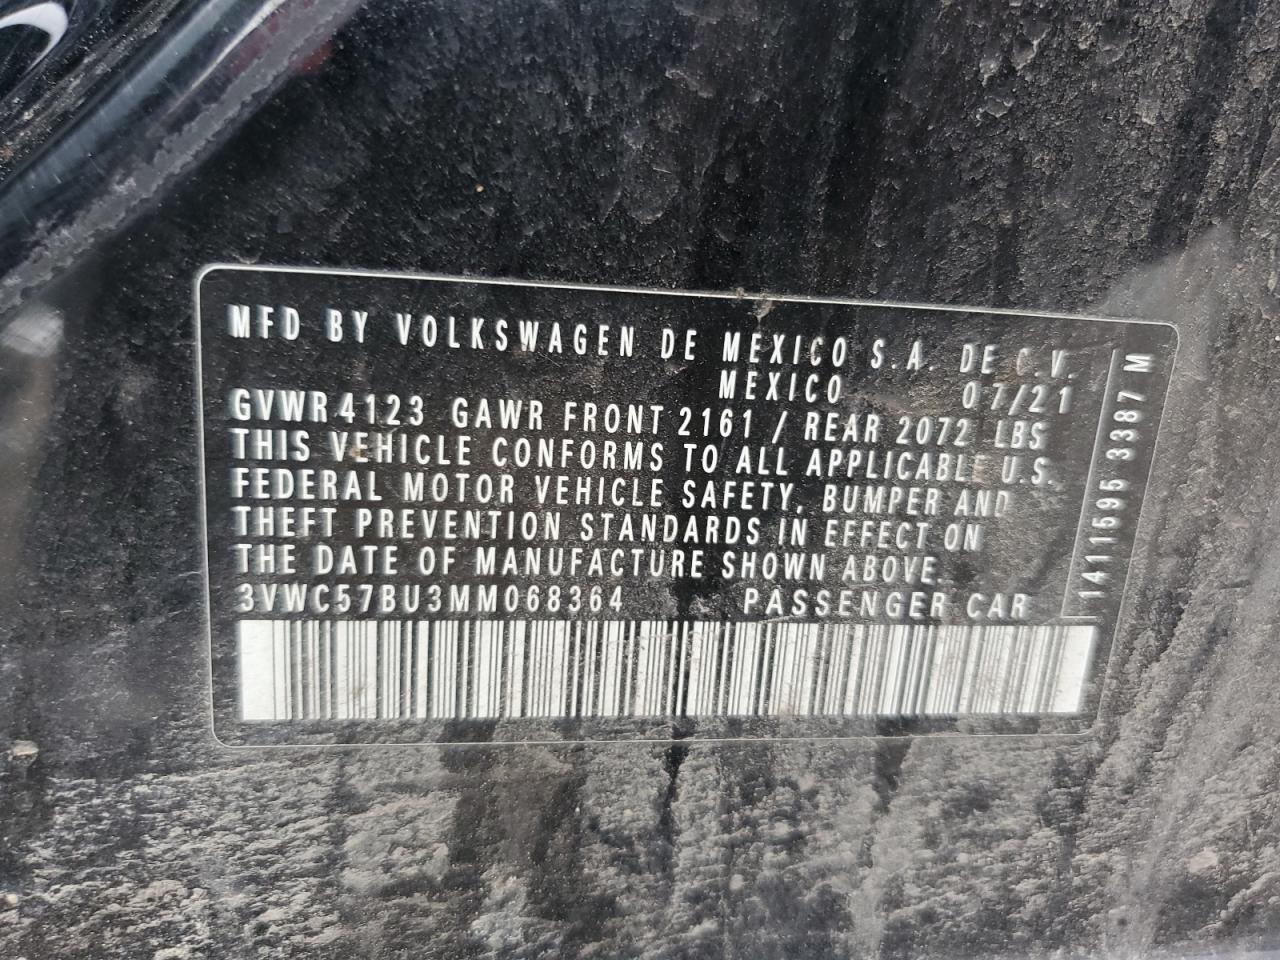 MFD BY VOLKSWAGEN DE MEXICO S.A. DE C.V.
MEXICO 07/21
GVWR 4123 GAWR FRONT 2161 / REAR 2072 LBS
THIS VEHICLE CONFORMS TO ALL APPLICABLE U.S.
FEDERAL MOTOR VEHICLE SAFETY, BUMPER AND
THEFT PREVENTION STANDARDS IN EFFECT ON
THE DATE OF MANUFACTURE SHOWN ABOVE.
3VWC57BU3MM068364 PASSENGER CAR
1411595 3387 M